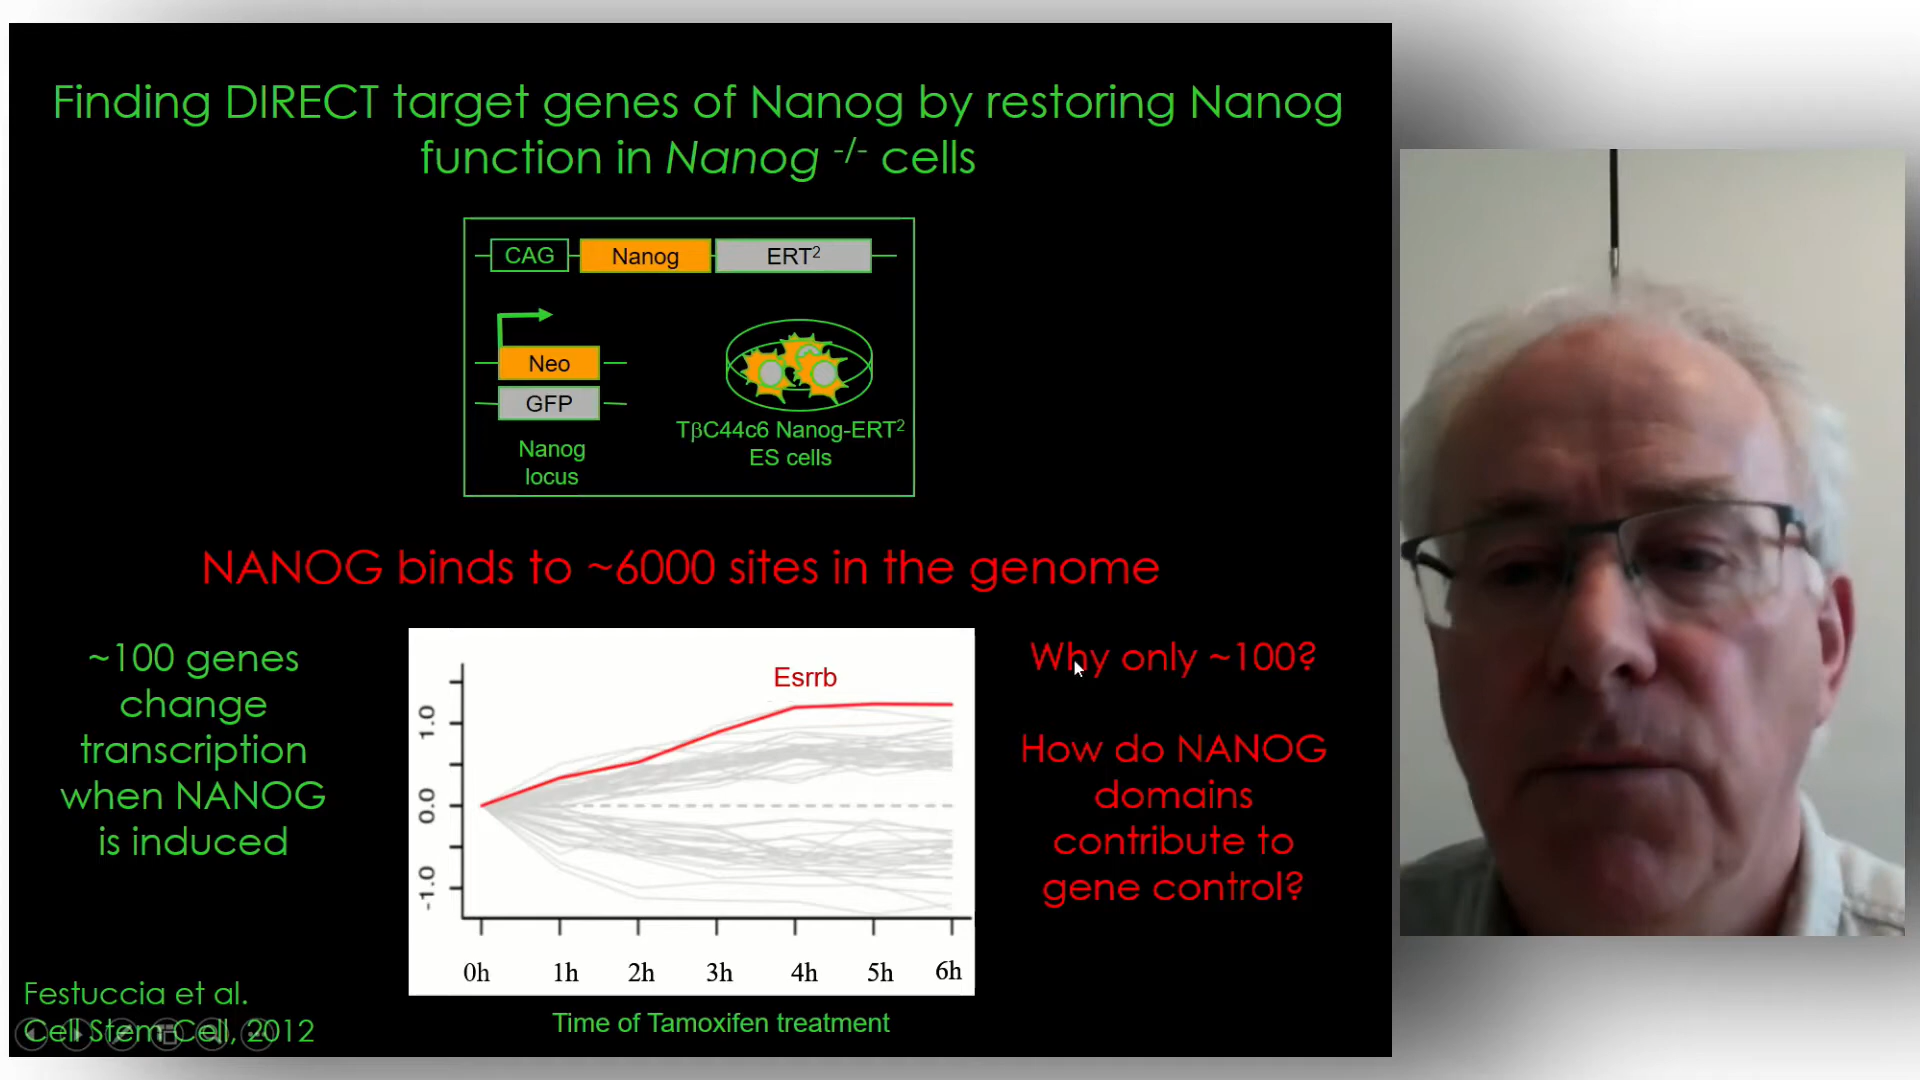 Finding DIRECT target genes of Nanog by restoring Nanog
function in Nanog -/- cells
CAG Nanog ERT2
Neo
GFP
Nanog
locus
TβC44c6 Nanog-ERT2
ES cells
NANOG binds to ~6000 sites in the genome
~100 genes
change
transcription
when NANOG
is induced
Esrrb
1.0
0.0
-1.0
0h 1h 2h 3h 4h 5h 6h
Time of Tamoxifen treatment
Why only ~100?
How do NANOG
domains
contribute to
gene control?
Festuccia et al.
Cell Stem Cell, 2012